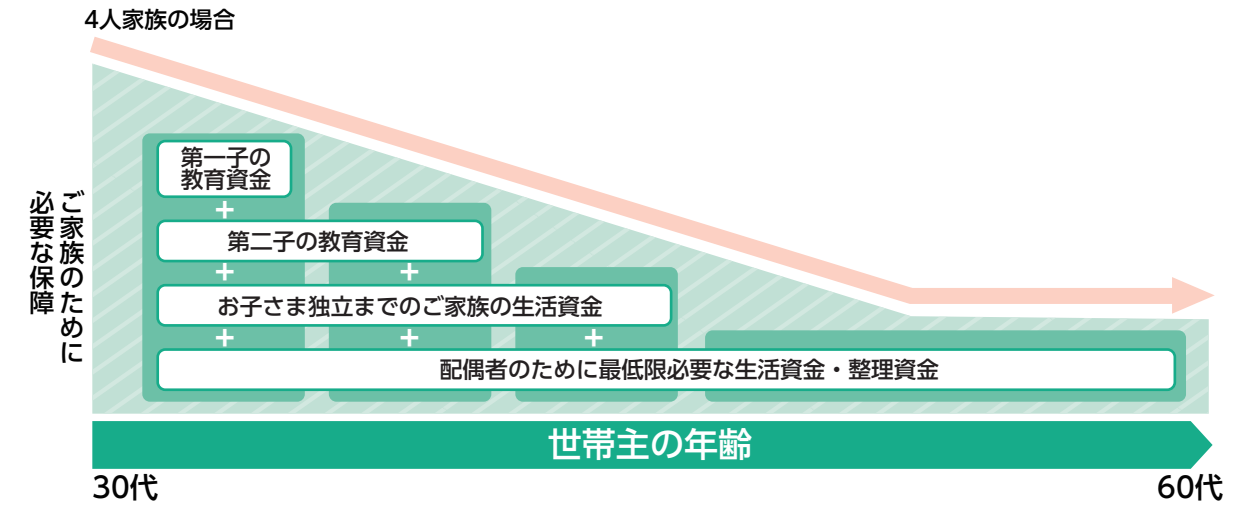 4人家族の場合
ご家族のために
必要な保障
第一子の
教育資金
+
第二子の教育資金
+ +
お子さま独立までのご家族の生活資金
+ + +
配偶者のために最低限必要な生活資金・整理資金
世帯主の年齢
30代
60代